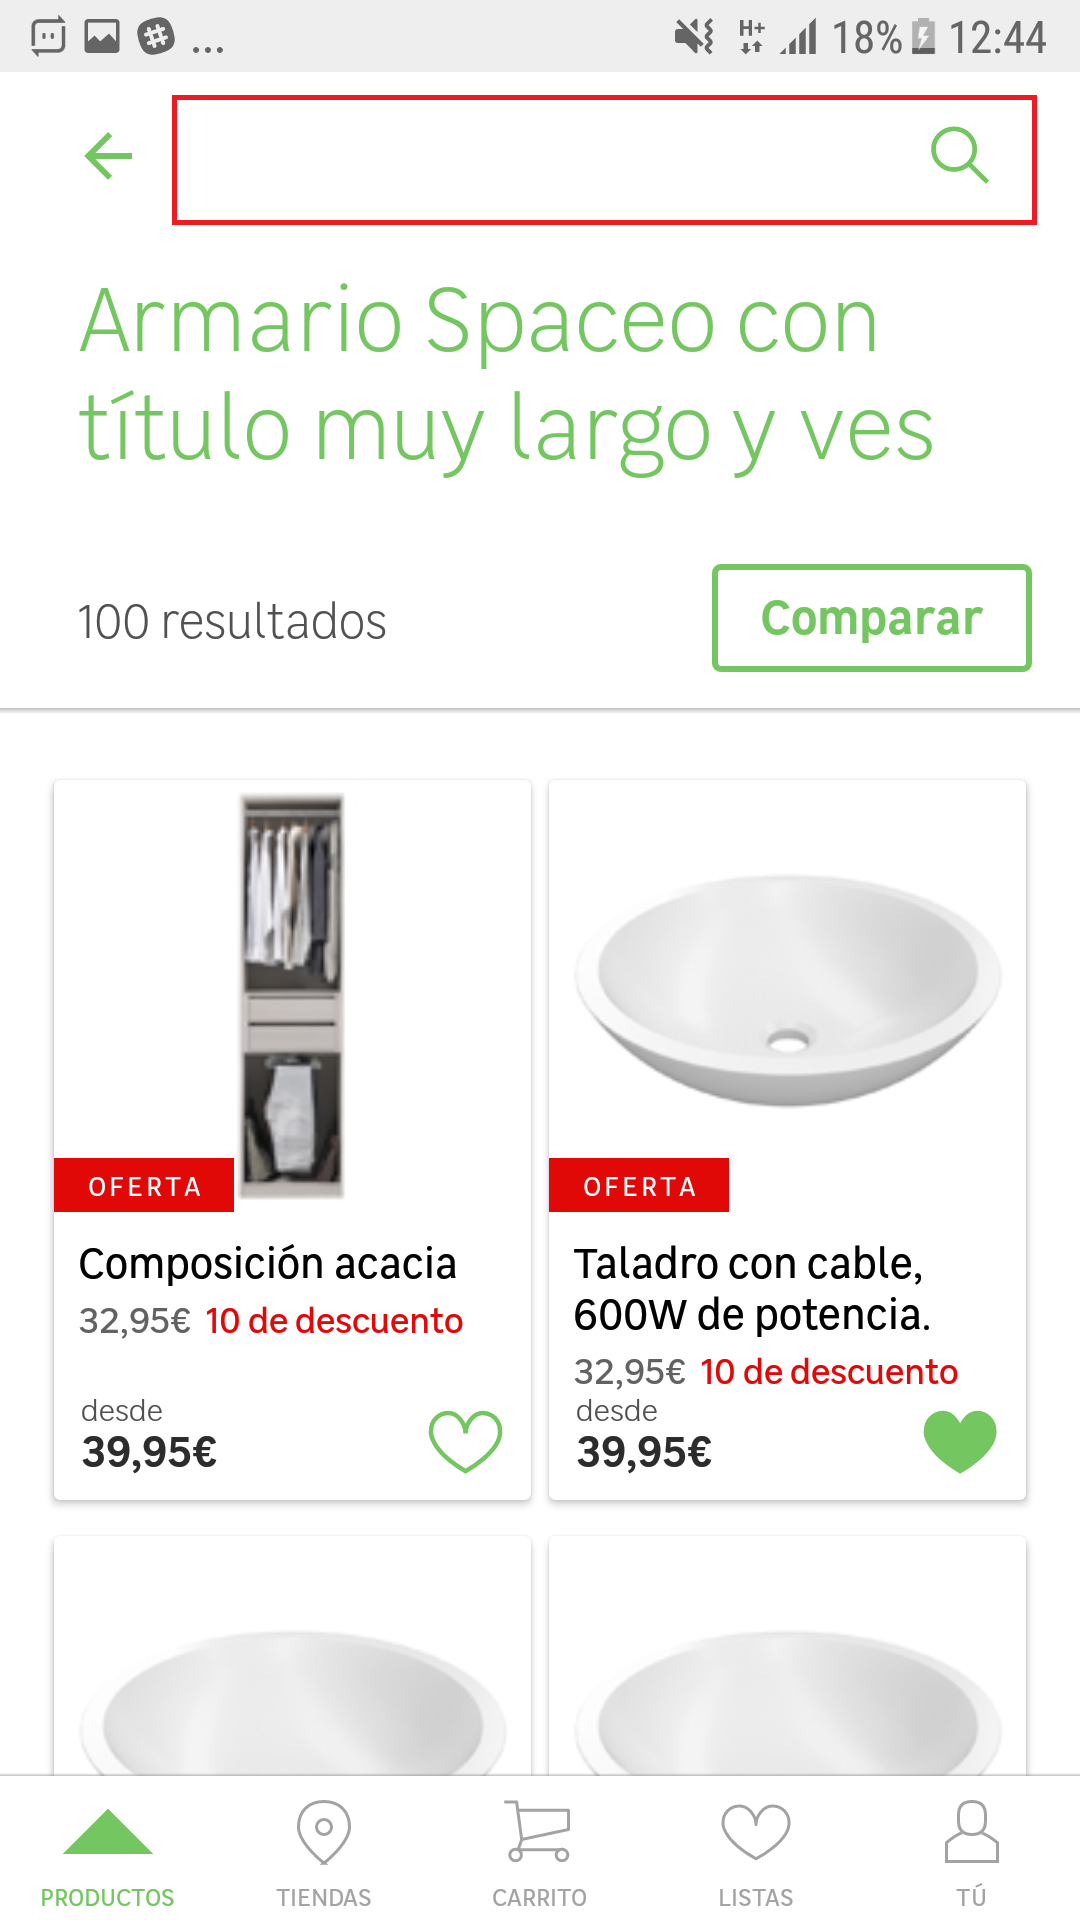 ... H+ 18% 12:44
Armario Spaceo con
título muy largo y ves
100 resultados
Comparar
OFERTA
Composición acacia
32,95€ 10 de descuento
desde
39,95€
OFERTA
Taladro con cable,
600W de potencia.
32,95€ 10 de descuento
desde
39,95€
PRODUCTOS
TIENDAS
CARRITO
LISTAS
TÚ